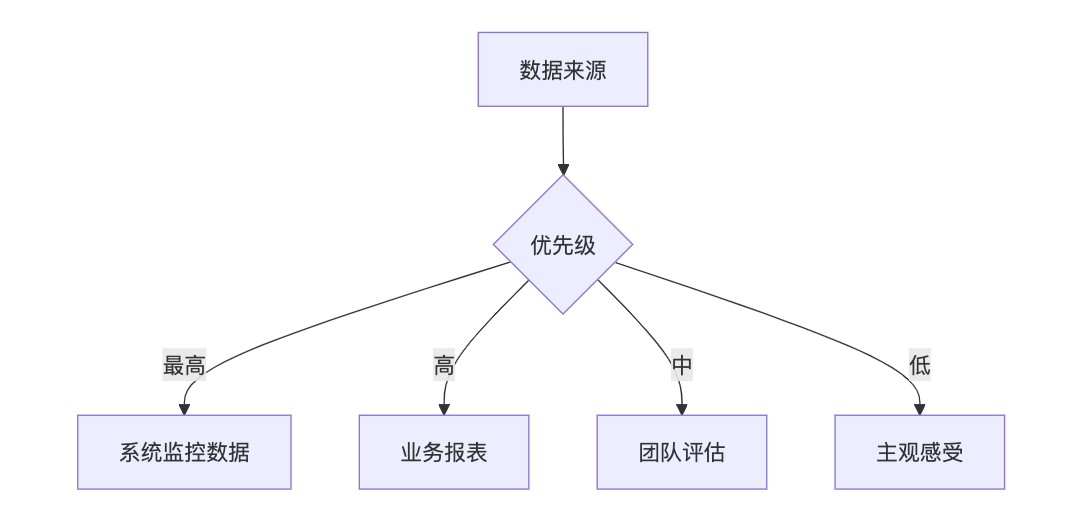 数据来源
优先级
最高
高
中
低
系统监控数据
业务报表
团队评估
主观感受